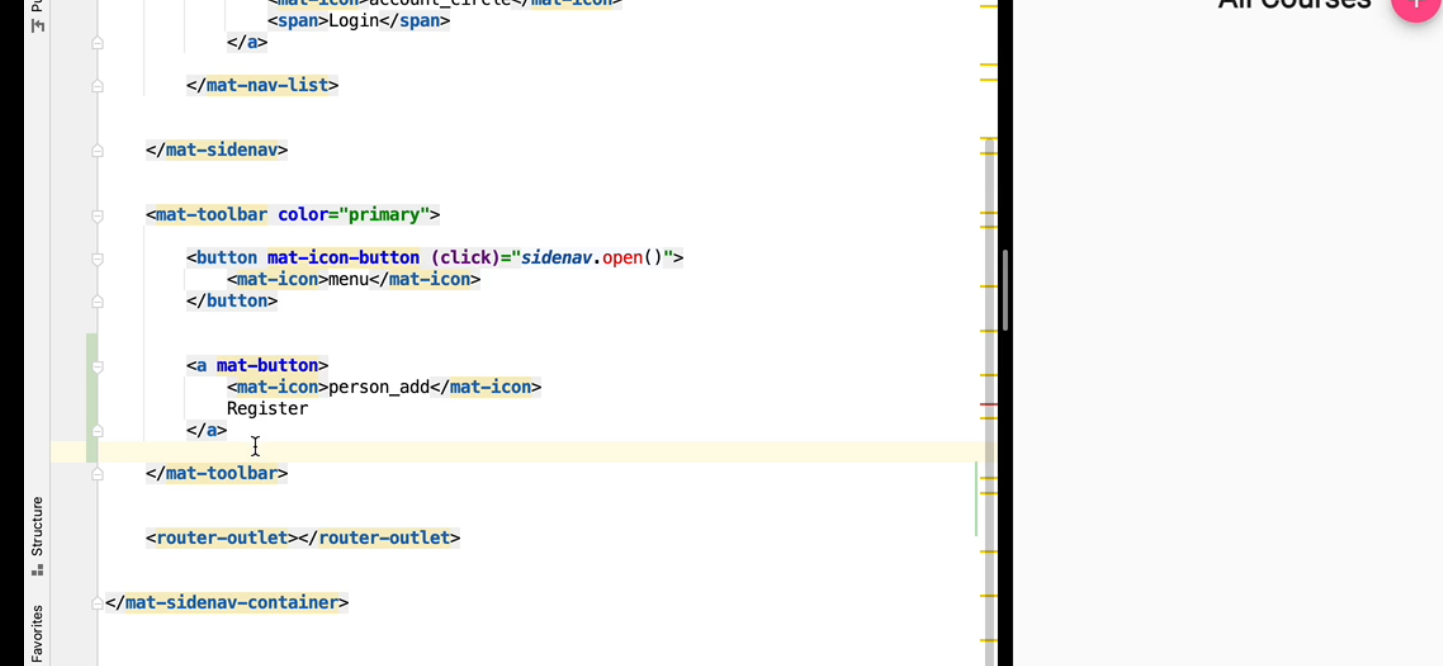 <mat-icon>account_circle</mat-icon>
<span>Login</span>
</a>
</mat-nav-list>
</mat-sidenav>
<mat-toolbar color="primary">
<button mat-icon-button (click)="sidenav.open()">
<mat-icon>menu</mat-icon>
</button>
<a mat-button>
<mat-icon>person_add</mat-icon>
Register
</a>
</mat-toolbar>
<router-outlet></router-outlet>
</mat-sidenav-container>
Structure
Favorites
All Courses